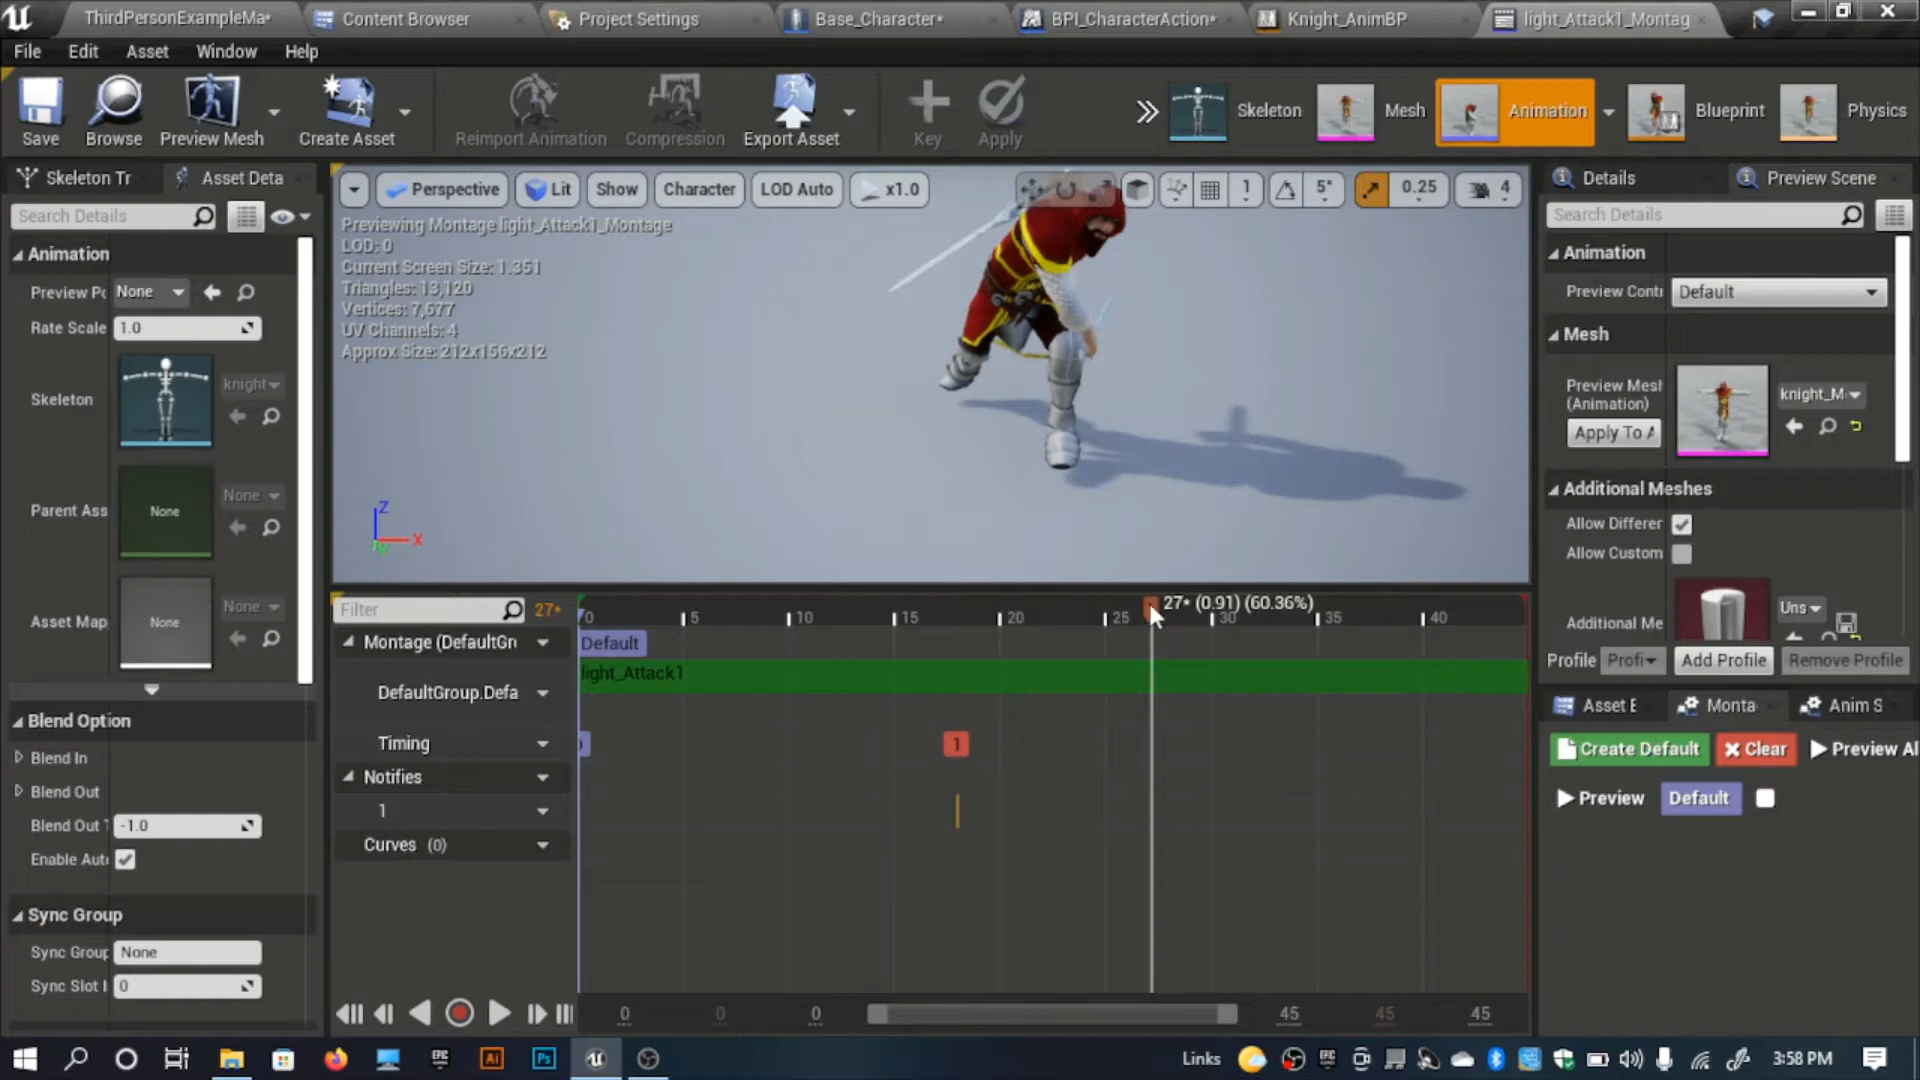 ThirdPersonExampleMa*
Content Browser
Project Settings
Base_Character*
BPI_CharacterAction*
Knight_AnimBP
light_Attack1_Montag
File
Edit
Asset
Window
Help
Save
Browse
Preview Mesh
Create Asset
Reimport Animation
Compression
Export Asset
Key
Apply
Skeleton
Mesh
Animation
Blueprint
Physics
Skeleton Tr
Asset Deta
Search Details
Animation
Preview Po
None
Rate Scale
1.0
Skeleton
knight
Parent Ass
None
None
Asset Map
None
None
Blend Option
Blend In
Blend Out
Blend Out T
-1.0
Enable Auto
Sync Group
Sync Group
None
Sync Slot I
0
Perspective
Lit
Show
Character
LOD Auto
x1.0
1
5°
0.25
4
Previewing Montage light_Attack1_Montage
LOD: 0
Current Screen Size: 1.351
Triangles: 13,120
Vertices: 7,677
UV Channels: 4
Approx Size: 212x156x212
Z
X
Y
Filter
27*
0
5
10
15
20
25
27* (0.91) (60.36%)
30
35
40
Montage (DefaultGr
Default
light_Attack1
DefaultGroup.Defa
Timing
1
Notifies
1
Curves (0)
0
0
0
45
45
45
Details
Preview Scene
Search Details
Animation
Preview Contr
Default
Mesh
Preview Mesh
(Animation)
knight_M
Apply To A
Additional Meshes
Allow Differer
Allow Custom
Additional Me
Uns
Profile
Profi
Add Profile
Remove Profile
Asset B
Monta
Anim S
Create Default
Clear
Preview Al
Preview
Default
Links
3:58 PM